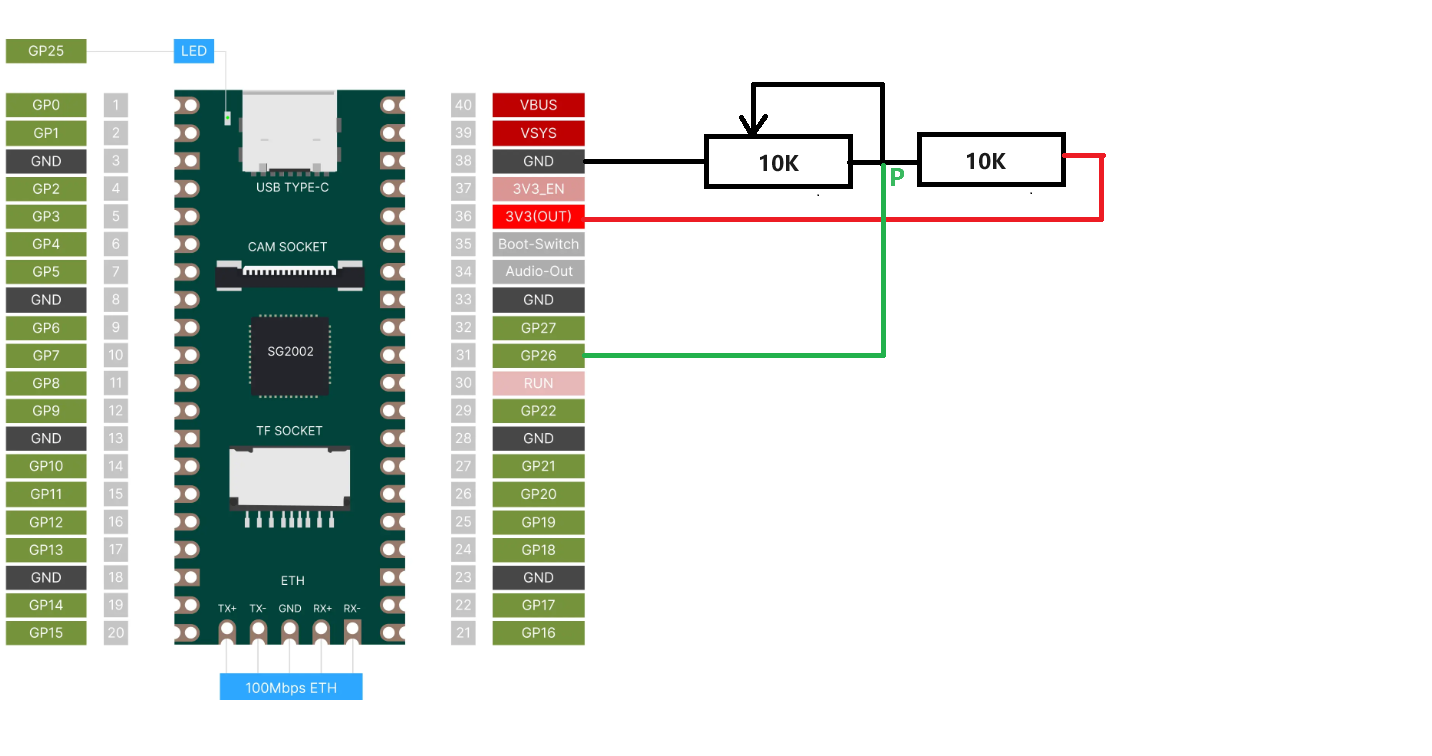 GP25 LED
GP0 1 40 VBUS
GP1 2 39 VSYS
GND 3 38 GND 10K 10K
P
GP2 4 USB TYPE-C 37 3V3_EN
GP3 5 36 3V3(OUT)
GP4 6 CAM SOCKET 35 Boot-Switch
GP5 7 34 Audio-Out
GND 8 33 GND
GP6 9 32 GP27
GP7 10 SG2002 31 GP26
GP8 11 30 RUN
GP9 12 29 GP22
GND 13 TF SOCKET 28 GND
GP10 14 27 GP21
GP11 15 26 GP20
GP12 16 25 GP19
GP13 17 24 GP18
GND 18 ETH 23 GND
GP14 19 TX+ TX- GND RX+ RX- 22 GP17
GP15 20 21 GP16
100Mbps ETH